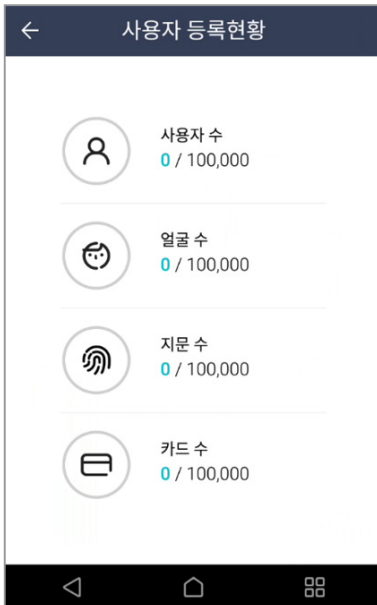 사용자 등록현황
사용자 수
0 / 100,000
얼굴 수
0 / 100,000
지문 수
0 / 100,000
카드 수
0 / 100,000